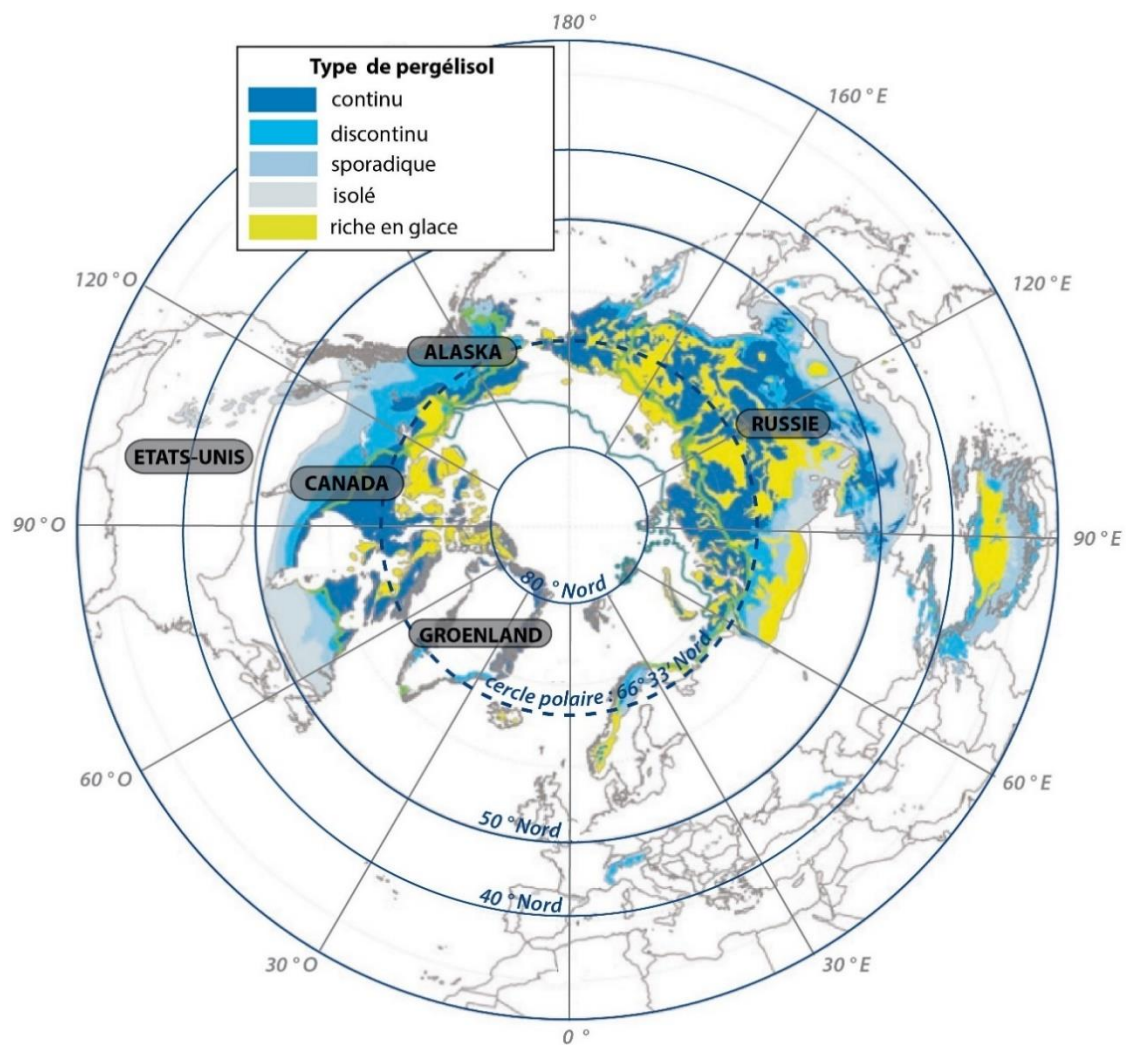 180 °
Type de pergélisol
continu
discontinu
sporadique
isolé
riche en glace
160 ° E
120 ° O
120 ° E
ALASKA
RUSSIE
ETATS-UNIS
CANADA
90 ° O
90 ° E
80 ° Nord
GROENLAND
cercle polaire : 66° 33' Nord
60 ° O
60 ° E
50 ° Nord
40 ° Nord
30 ° O
30 ° E
0 °